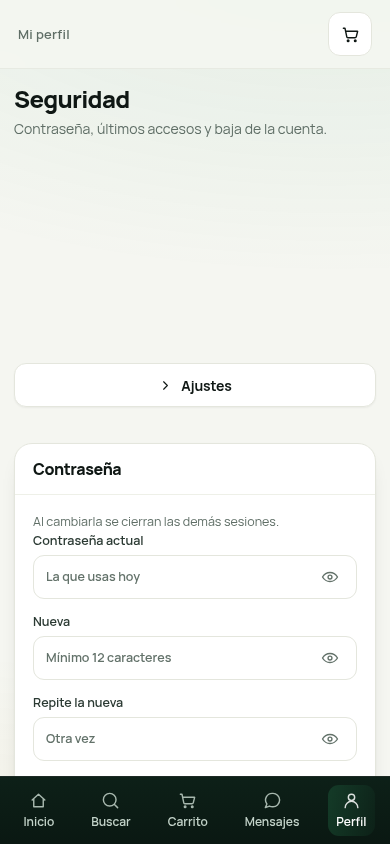 Mi perfil
Seguridad
Contraseña, últimos accesos y baja de la cuenta.
Ajustes
Contraseña
Al cambiarla se cierran las demás sesiones.
Contraseña actual
La que usas hoy
Nueva
Mínimo 12 caracteres
Repite la nueva
Otra vez
Inicio
Buscar
Carrito
Mensajes
Perfil